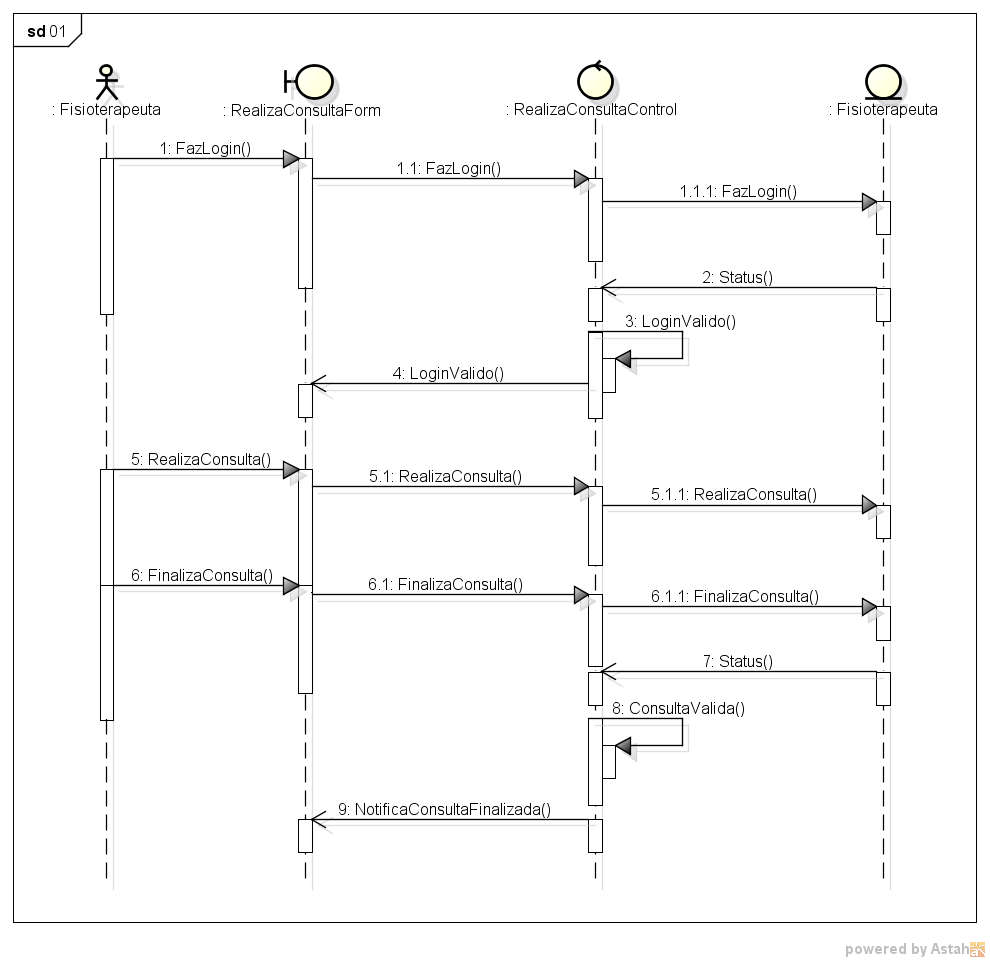 sd 01
: Fisioterapeuta
: RealizaConsultaForm
: RealizaConsultaControl
: Fisioterapeuta
1: FazLogin()
1.1: FazLogin()
1.1.1: FazLogin()
2: Status()
3: LoginValido()
4: LoginValido()
5: RealizaConsulta()
5.1: RealizaConsulta()
5.1.1: RealizaConsulta()
6: FinalizaConsulta()
6.1: FinalizaConsulta()
6.1.1: FinalizaConsulta()
7: Status()
8: ConsultaValida()
9: NotificaConsultaFinalizada()
powered by Astah